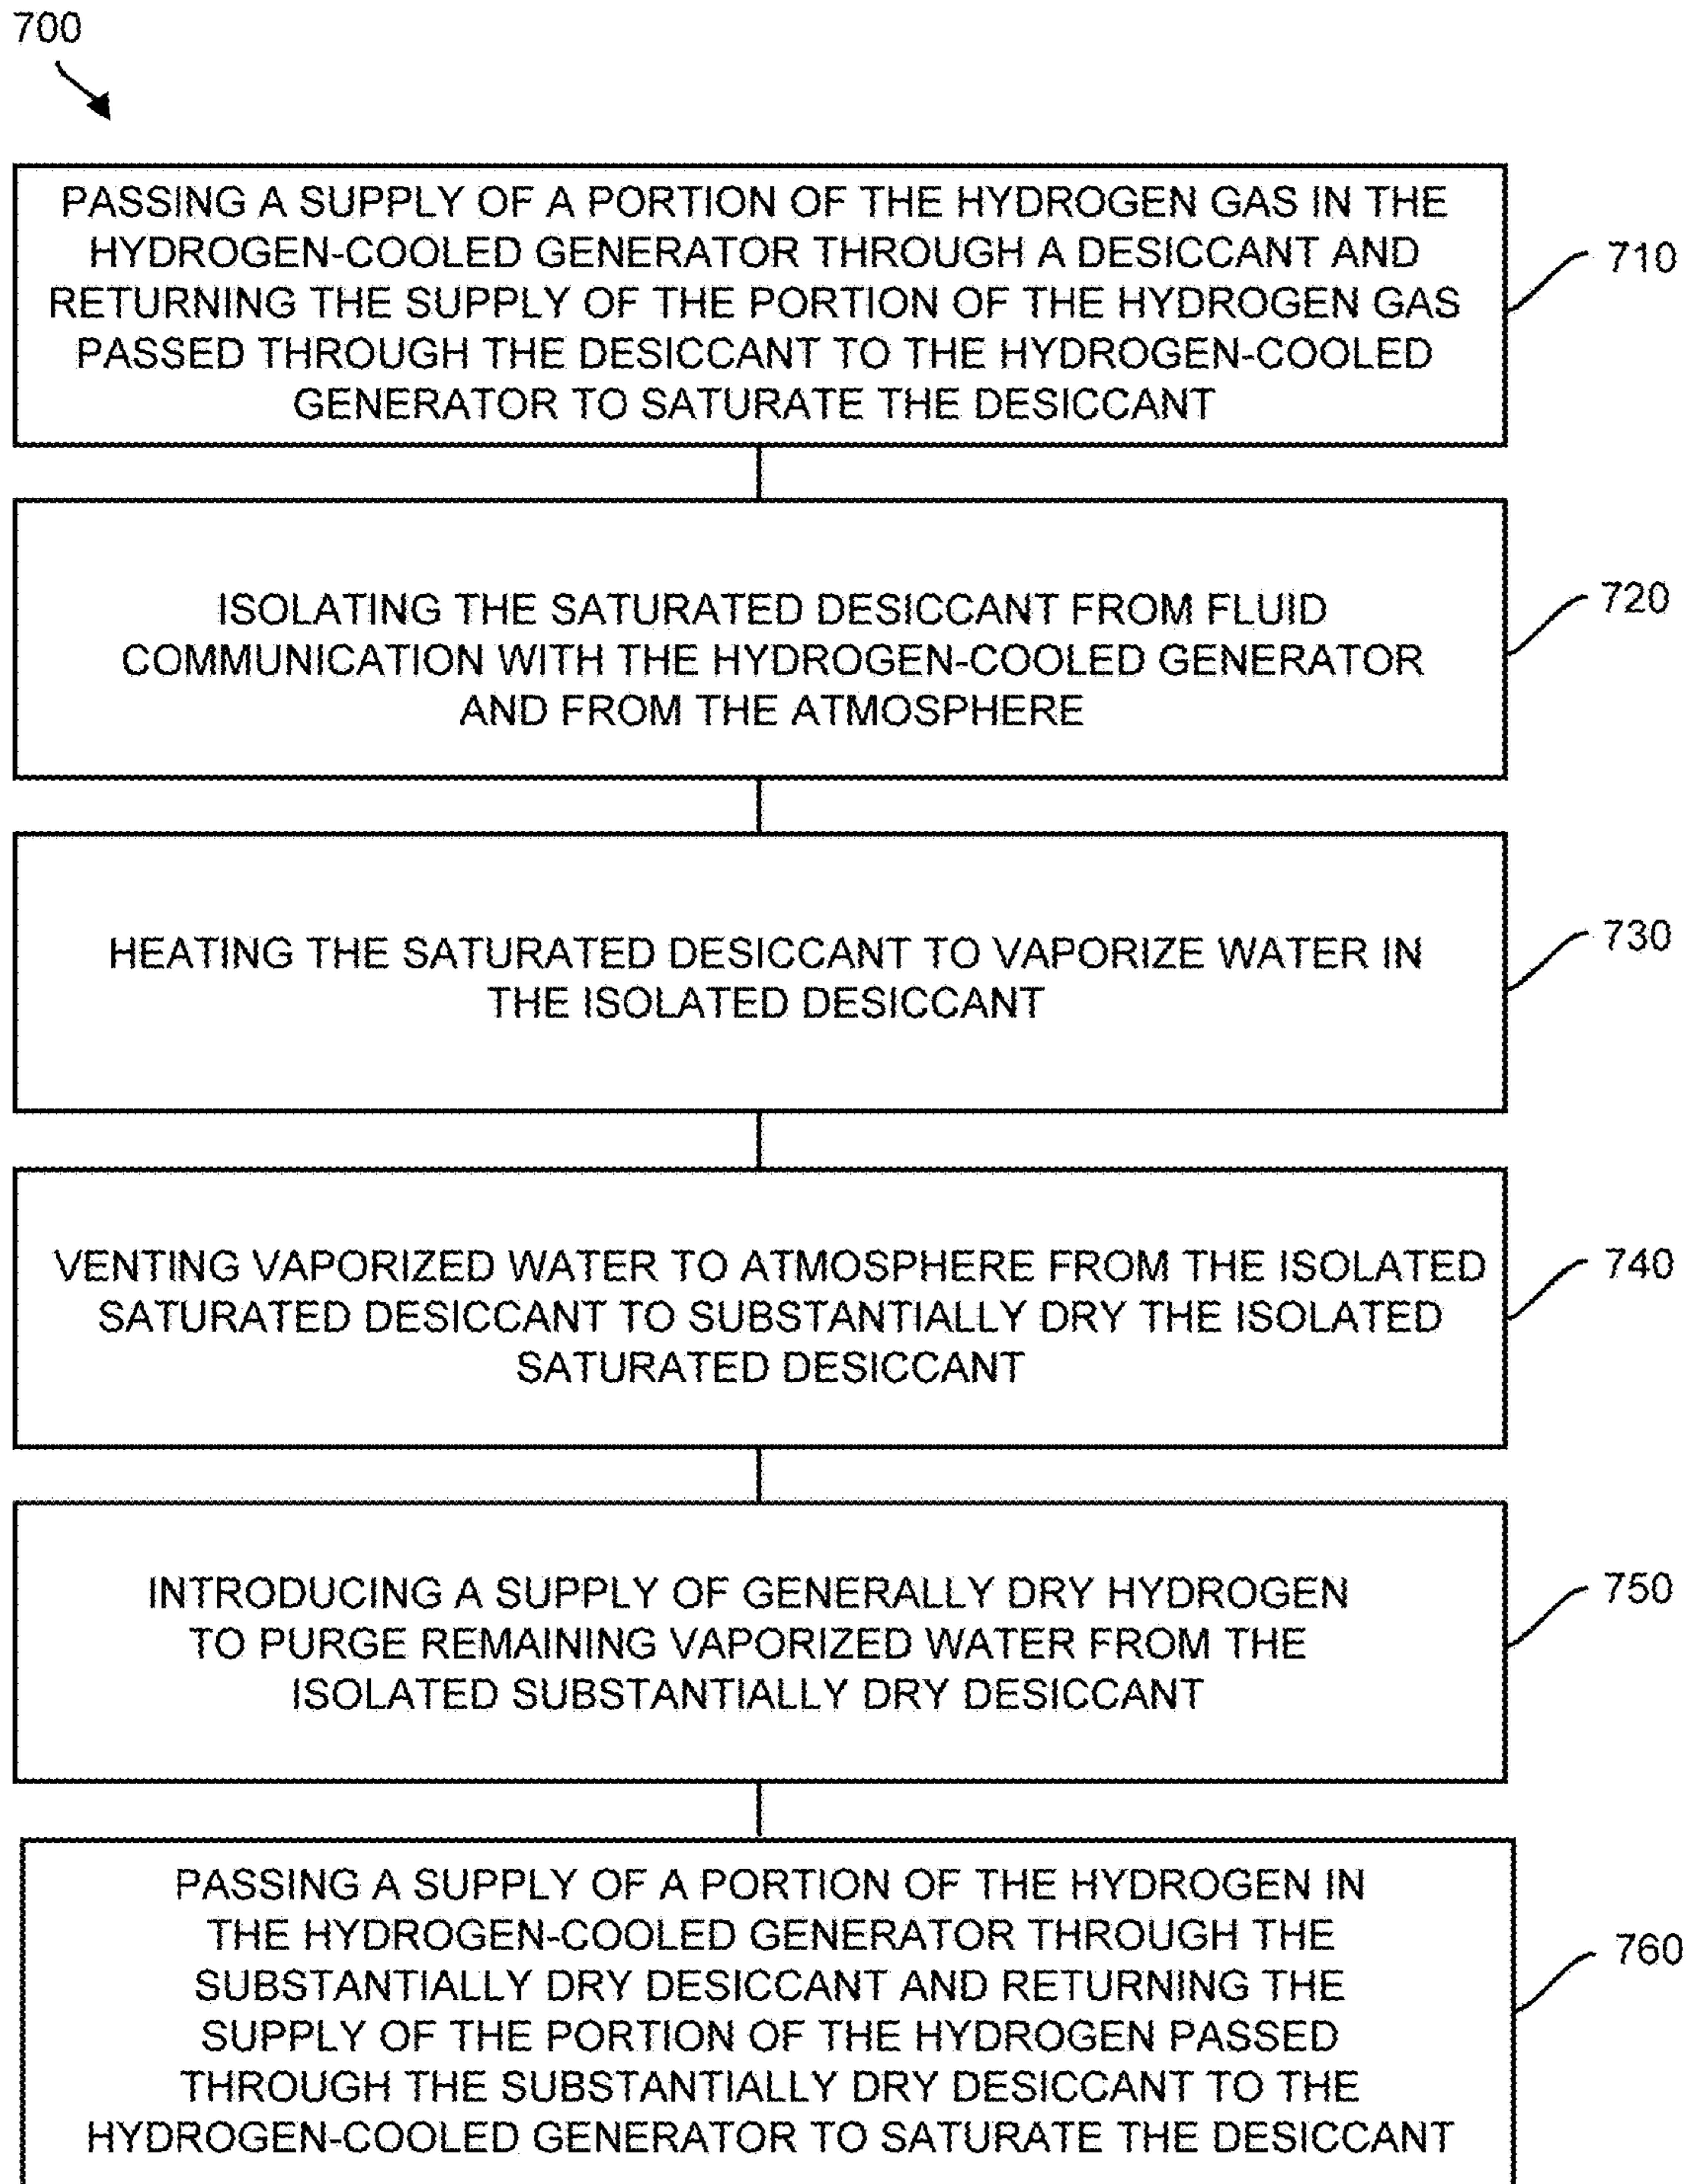 700
PASSING A SUPPLY OF A PORTION OF THE HYDROGEN GAS IN THE
HYDROGEN-COOLED GENERATOR THROUGH A DESICCANT AND
RETURNING THE SUPPLY OF THE PORTION OF THE HYDROGEN GAS
PASSED THROUGH THE DESICCANT TO THE HYDROGEN-COOLED
GENERATOR TO SATURATE THE DESICCANT
710
ISOLATING THE SATURATED DESICCANT FROM FLUID
COMMUNICATION WITH THE HYDROGEN-COOLED GENERATOR
AND FROM THE ATMOSPHERE
720
HEATING THE SATURATED DESICCANT TO VAPORIZE WATER IN
THE ISOLATED DESICCANT
730
VENTING VAPORIZED WATER TO ATMOSPHERE FROM THE ISOLATED
SATURATED DESICCANT TO SUBSTANTIALLY DRY THE ISOLATED
SATURATED DESICCANT
740
INTRODUCING A SUPPLY OF GENERALLY DRY HYDROGEN
TO PURGE REMAINING VAPORIZED WATER FROM THE
ISOLATED SUBSTANTIALLY DRY DESICCANT
750
PASSING A SUPPLY OF A PORTION OF THE HYDROGEN IN
THE HYDROGEN-COOLED GENERATOR THROUGH THE
SUBSTANTIALLY DRY DESICCANT AND RETURNING THE
SUPPLY OF THE PORTION OF THE HYDROGEN PASSED
THROUGH THE SUBSTANTIALLY DRY DESICCANT TO THE
HYDROGEN-COOLED GENERATOR TO SATURATE THE DESICCANT
760